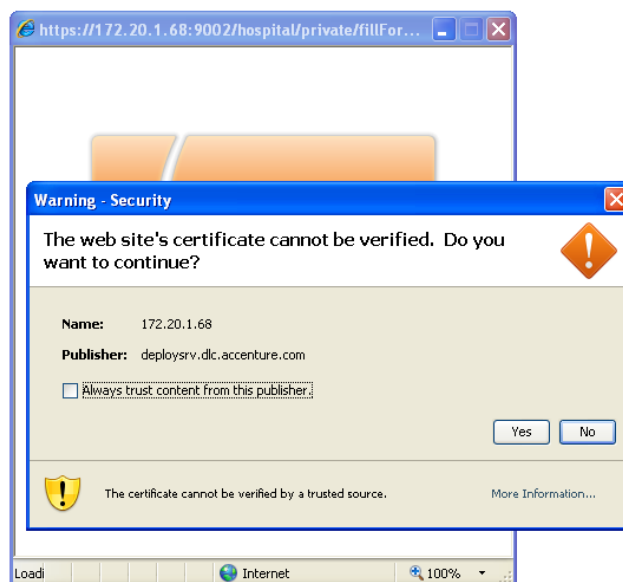 https://172.20.1.68:9002/hospital/private/fillFor...
Warning - Security
The web site's certificate cannot be verified. Do you
want to continue?
Name: 172.20.1.68
Publisher: deploysrv.dlc.accenture.com
Always trust content from this publisher.
Yes No
The certificate cannot be verified by a trusted source. More Information...
Loadi Internet 100%